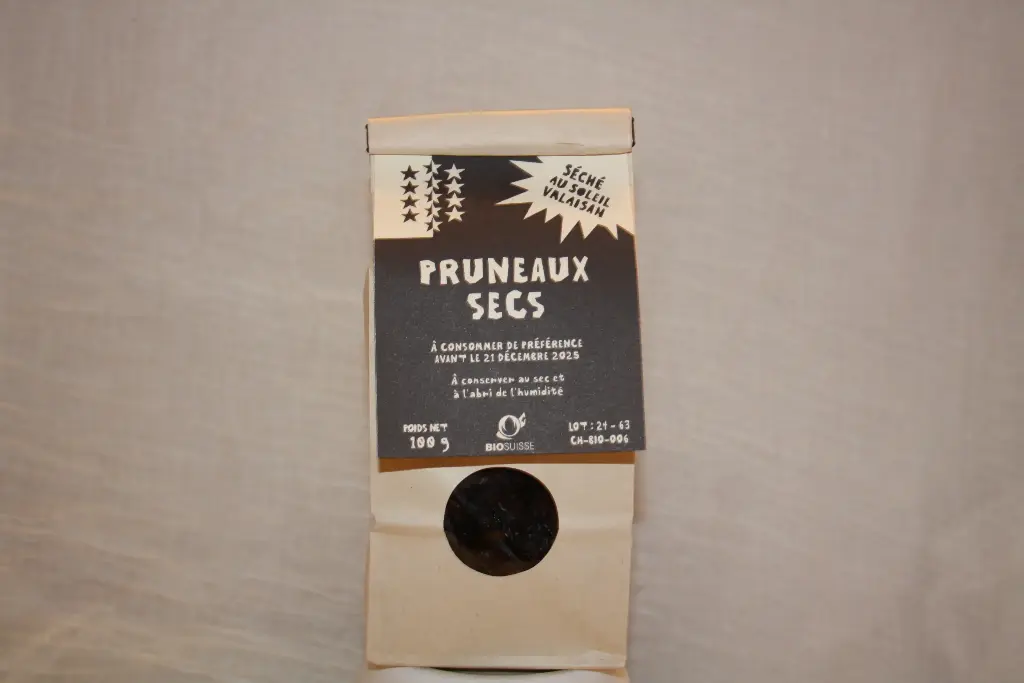 SÉCHÉ
AU SOLEIL
VALAISAN
PRUNEAUX
SECS
À CONSOMMER DE PRÉFÉRENCE
AVANT LE 21 DÉCEMBRE 2025
À conserver au sec et
à l'abri de l'humidité
POIDS NET
100 g
BIOSUISSE
LOT : 24 - 63
CH-BIO-006